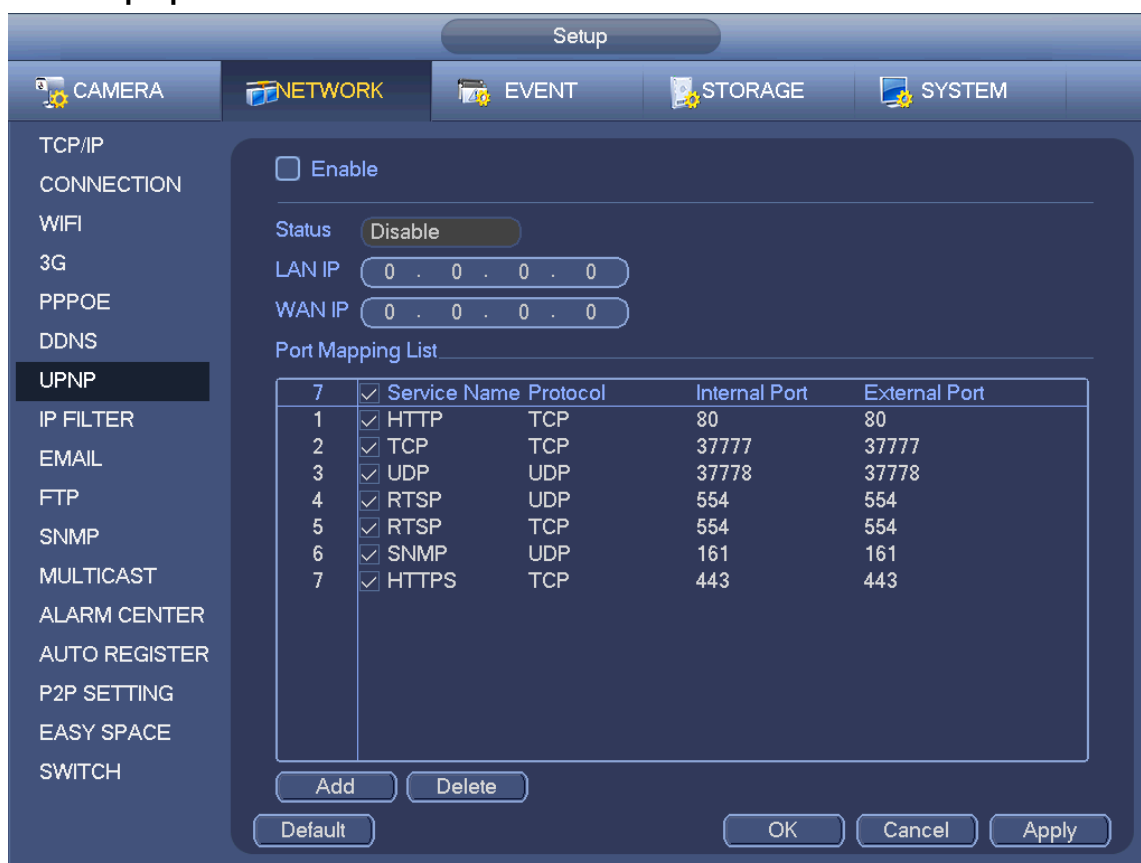 Setup
CAMERA NETWORK EVENT STORAGE SYSTEM
TCP/IP
CONNECTION
WIFI
3G
PPPOE
DDNS
UPNP
IP FILTER
EMAIL
FTP
SNMP
MULTICAST
ALARM CENTER
AUTO REGISTER
P2P SETTING
EASY SPACE
SWITCH
Enable
Status Disable
LAN IP 0 . 0 . 0 . 0
WAN IP 0 . 0 . 0 . 0
Port Mapping List
7 Service Name Protocol Internal Port External Port
1 HTTP TCP 80 80
2 TCP TCP 37777 37777
3 UDP UDP 37778 37778
4 RTSP UDP 554 554
5 RTSP TCP 554 554
6 SNMP UDP 161 161
7 HTTPS TCP 443 443
Add Delete
Default OK Cancel Apply